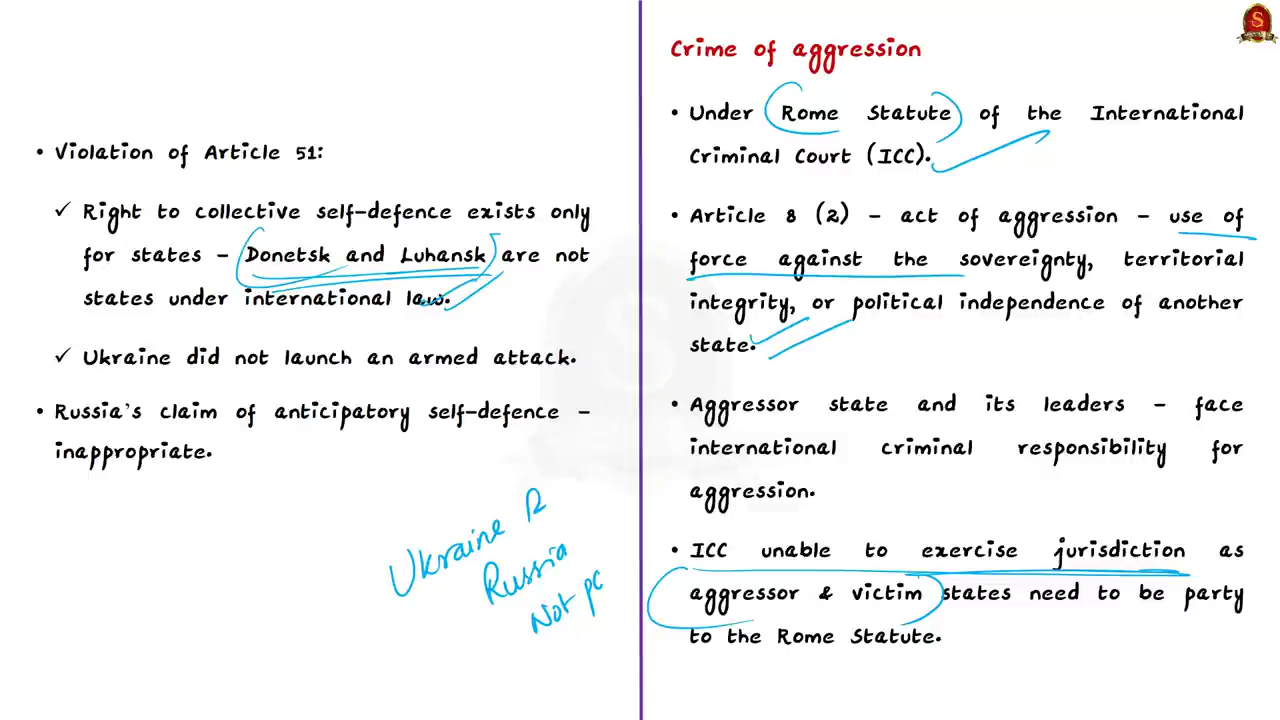 • Violation of Article 51:
✓ Right to collective self-defence exists only
for states - Donetsk and Luhansk are not
states under international law.
✓ Ukraine did not launch an armed attack.
• Russia's claim of anticipatory self-defence -
inappropriate.
Ukraine
Russia
Not
S
Crime of aggression
• Under Rome Statute of the International
Criminal Court (ICC).
• Article 8 (2) - act of aggression - use of
force against the sovereignty, territorial
integrity, or political independence of another
state.
• Aggressor state and its leaders - face
international criminal responsibility for
aggression.
• ICC unable to exercise jurisdiction as
aggressor & victim states need to be party
to the Rome Statute.